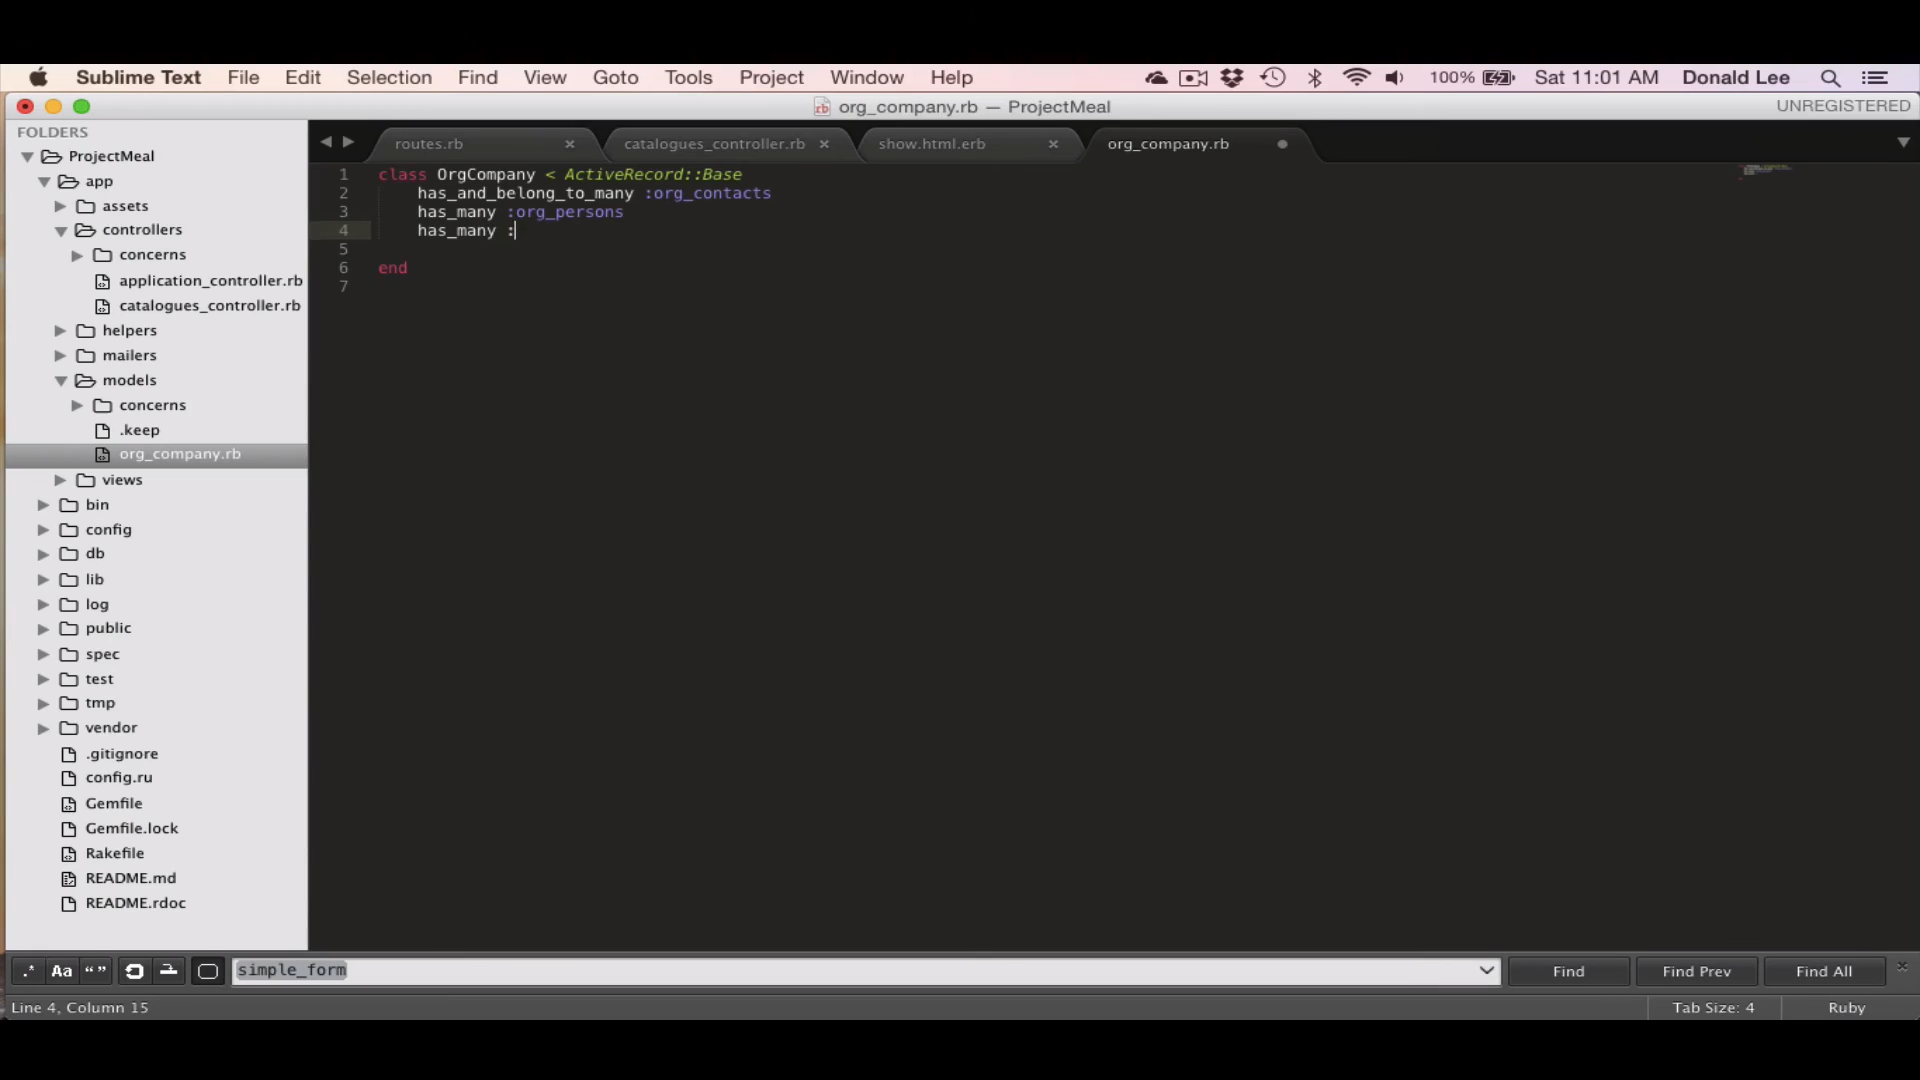 Sublime Text File Edit Selection Find View Goto Tools Project Window Help 100% Sat 11:01 AM Donald Lee
org_company.rb — ProjectMeal UNREGISTERED
FOLDERS
ProjectMeal
app
assets
controllers
concerns
application_controller.rb
catalogues_controller.rb
helpers
mailers
models
concerns
.keep
org_company.rb
views
bin
config
db
lib
log
public
spec
test
tmp
vendor
.gitignore
config.ru
Gemfile
Gemfile.lock
Rakefile
README.md
README.rdoc
routes.rb × catalogues_controller.rb × show.html.erb × org_company.rb
1 class OrgCompany < ActiveRecord::Base
2 has_and_belong_to_many :org_contacts
3 has_many :org_persons
4 has_many :
5
6 end
7
.* Aa “” simple_form Find Find Prev Find All ×
Line 4, Column 15 Tab Size: 4 Ruby